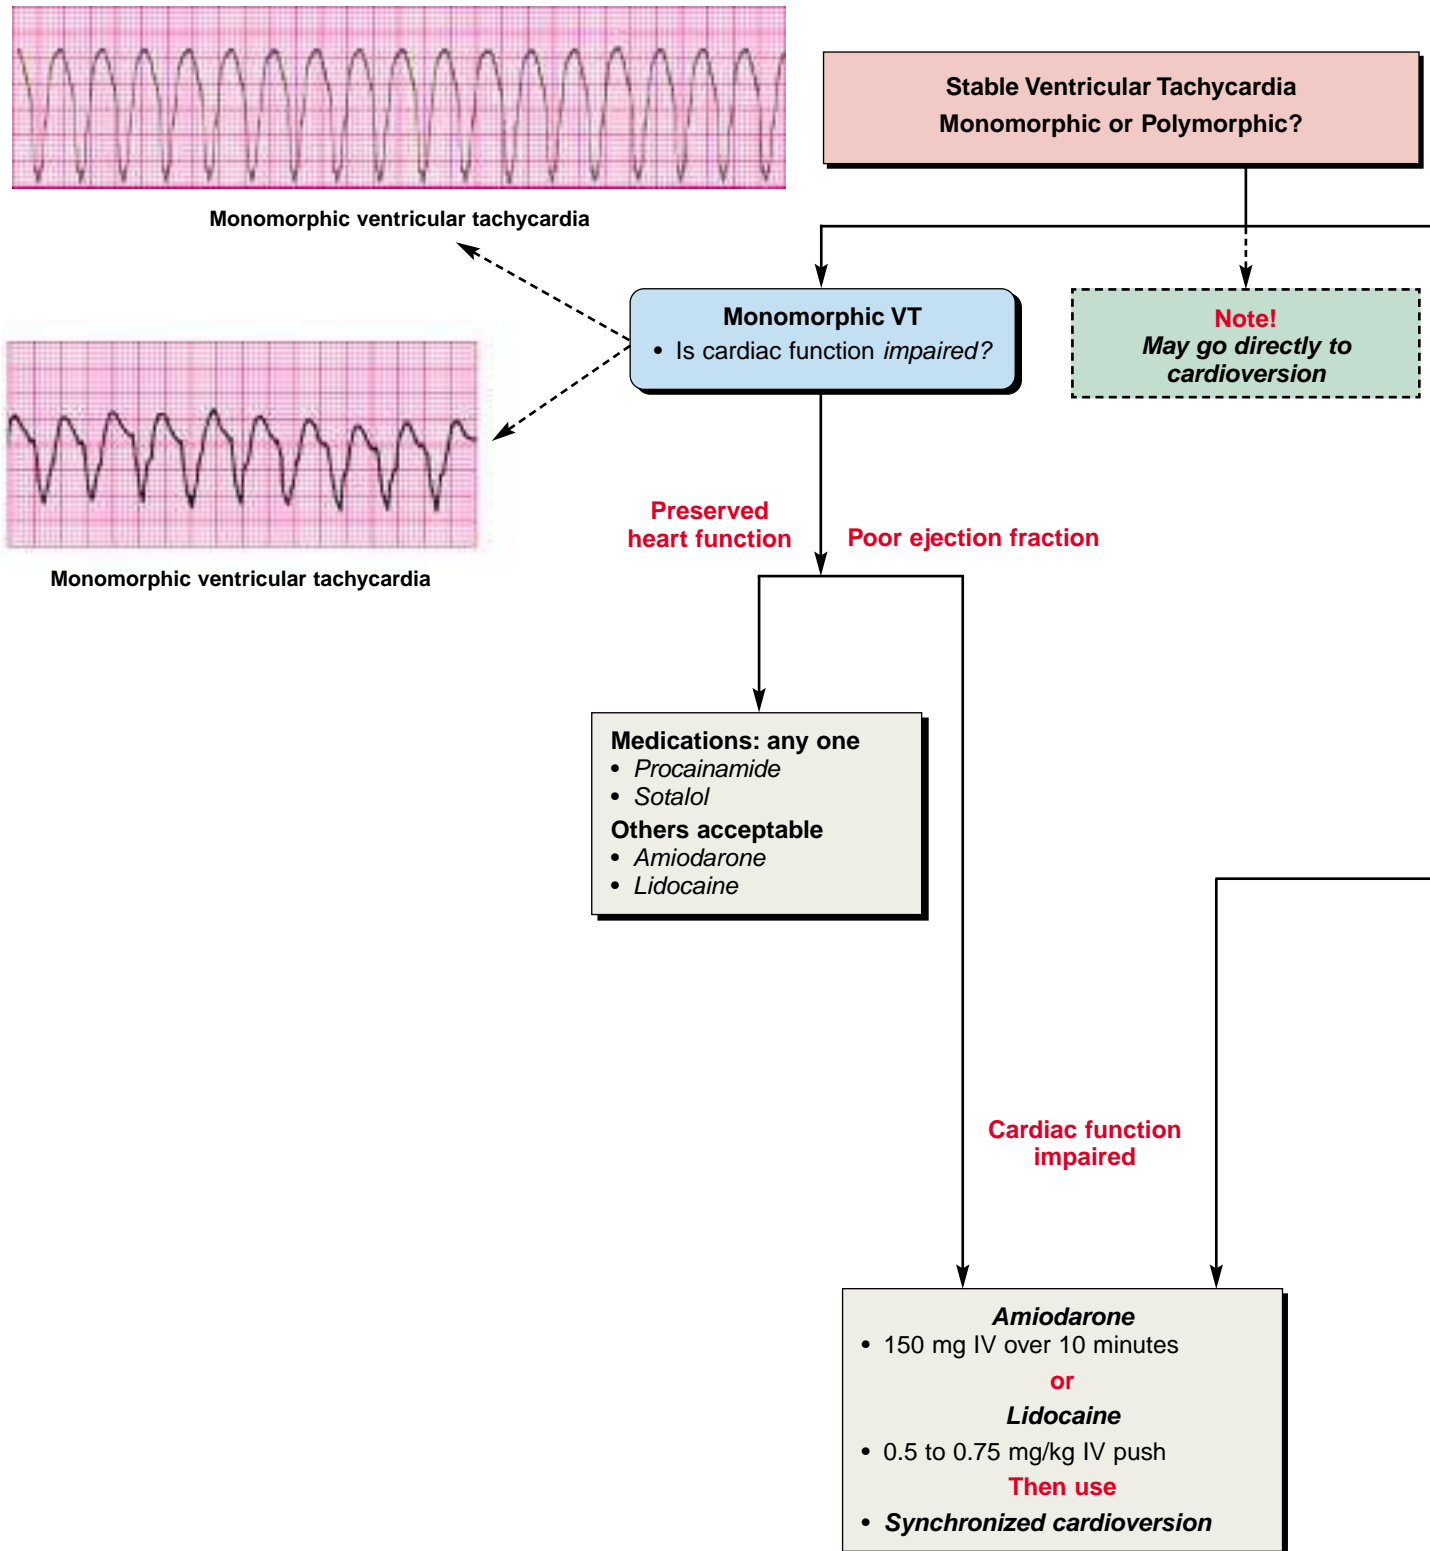 Stable Ventricular Tachycardia
Monomorphic or Polymorphic?
Monomorphic ventricular tachycardia
Monomorphic VT
• Is cardiac function impaired?
Note!
May go directly to
cardioversion
Monomorphic ventricular tachycardia
Preserved
heart function
Poor ejection fraction
Medications: any one
• Procainamide
• Sotalol
Others acceptable
• Amiodarone
• Lidocaine
Cardiac function
impaired
Amiodarone
• 150 mg IV over 10 minutes
or
Lidocaine
• 0.5 to 0.75 mg/kg IV push
Then use
• Synchronized cardioversion